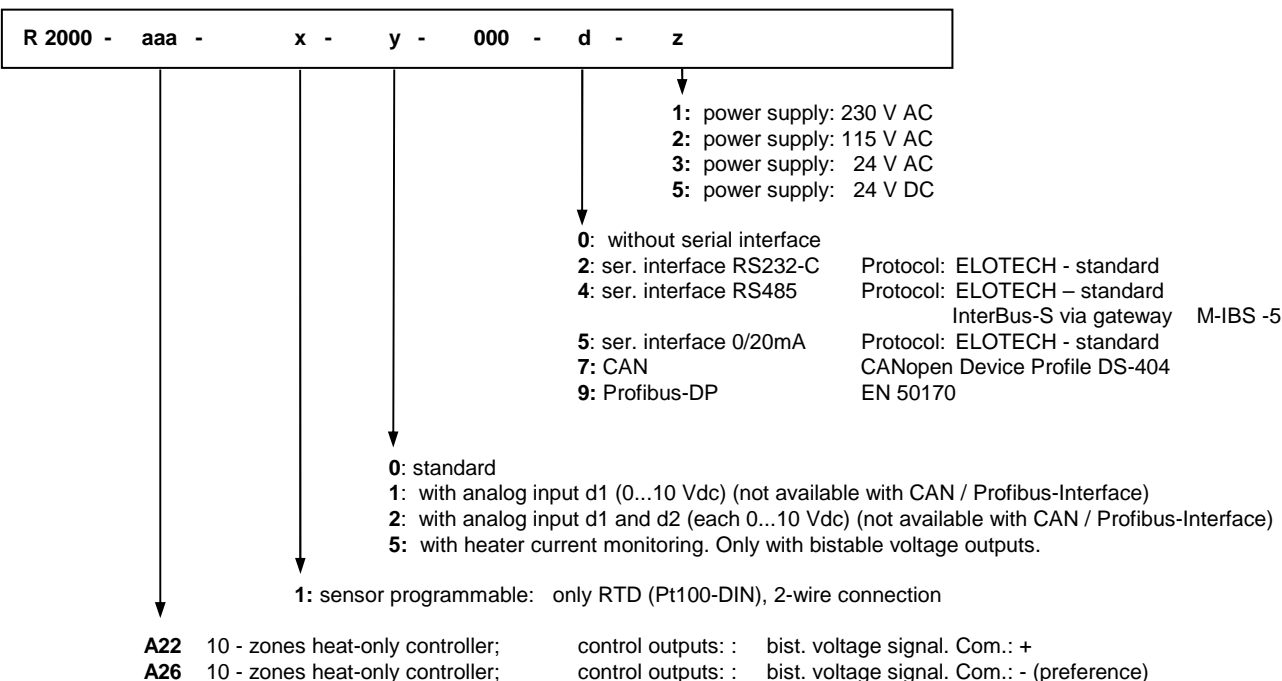 R 2000 - aaa - x - y - 000 - d - z
1: power supply: 230 V AC
2: power supply: 115 V AC
3: power supply: 24 V AC
5: power supply: 24 V DC
0: without serial interface
2: ser. interface RS232-C Protocol: ELOTECH - standard
4: ser. interface RS485 Protocol: ELOTECH – standard
InterBus-S via gateway M-IBS -5
5: ser. interface 0/20mA Protocol: ELOTECH - standard
7: CAN CANopen Device Profile DS-404
9: Profibus-DP EN 50170
0: standard
1: with analog input d1 (0...10 Vdc) (not available with CAN / Profibus-Interface)
2: with analog input d1 and d2 (each 0...10 Vdc) (not available with CAN / Profibus-Interface)
5: with heater current monitoring. Only with bistable voltage outputs.
1: sensor programmable: only RTD (Pt100-DIN), 2-wire connection
A22 10 - zones heat-only controller; control outputs: : bist. voltage signal. Com.: +
A26 10 - zones heat-only controller; control outputs: : bist. voltage signal. Com.: - (preference)